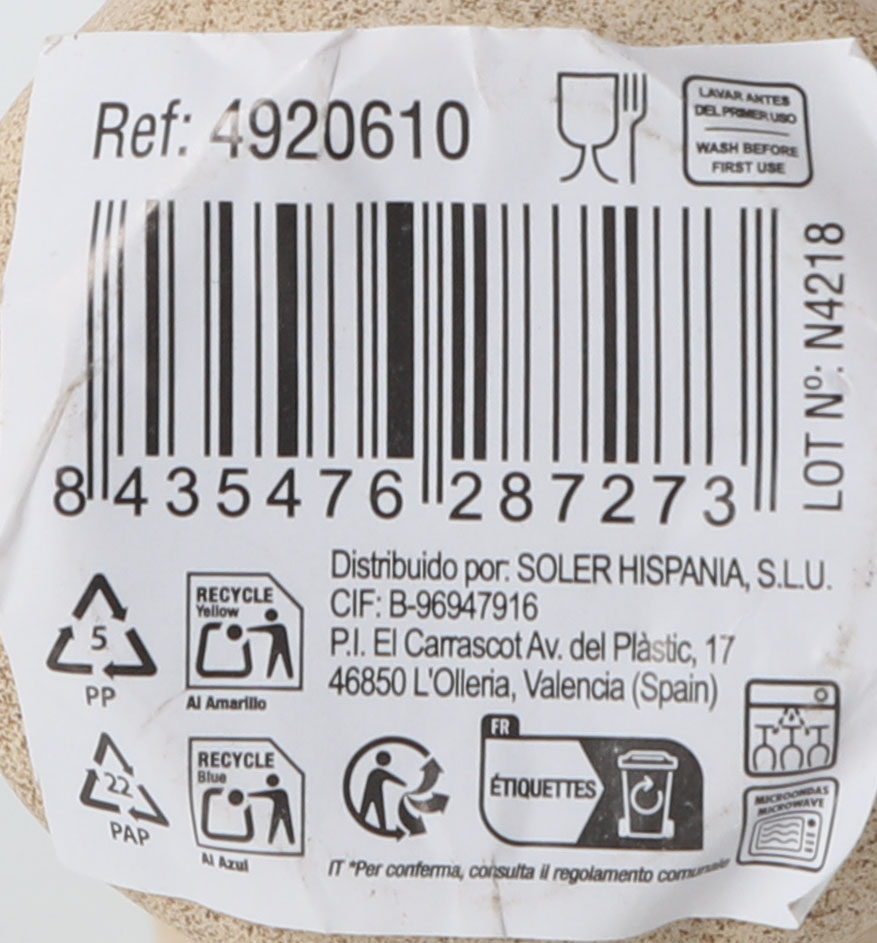 Ref: 4920610
LAVAR ANTES
DEL PRIMER USO
WASH BEFORE
FIRST USE
LOT Nº: N4218
8 435476 287273
Distribuido por: SOLER HISPANIA, S.L.U.
CIF: B-96947916
P.I. El Carrascot Av. del Plàstic, 17
46850 L'Olleria, Valencia (Spain)
5
PP
RECYCLE
Yellow
Al Amarillo
22
PAP
RECYCLE
Blue
Al Azul
FR
ÉTIQUETTES
MICROONDAS
MICROWAVE
IT *Per conferma, consulta il regolamento comunale